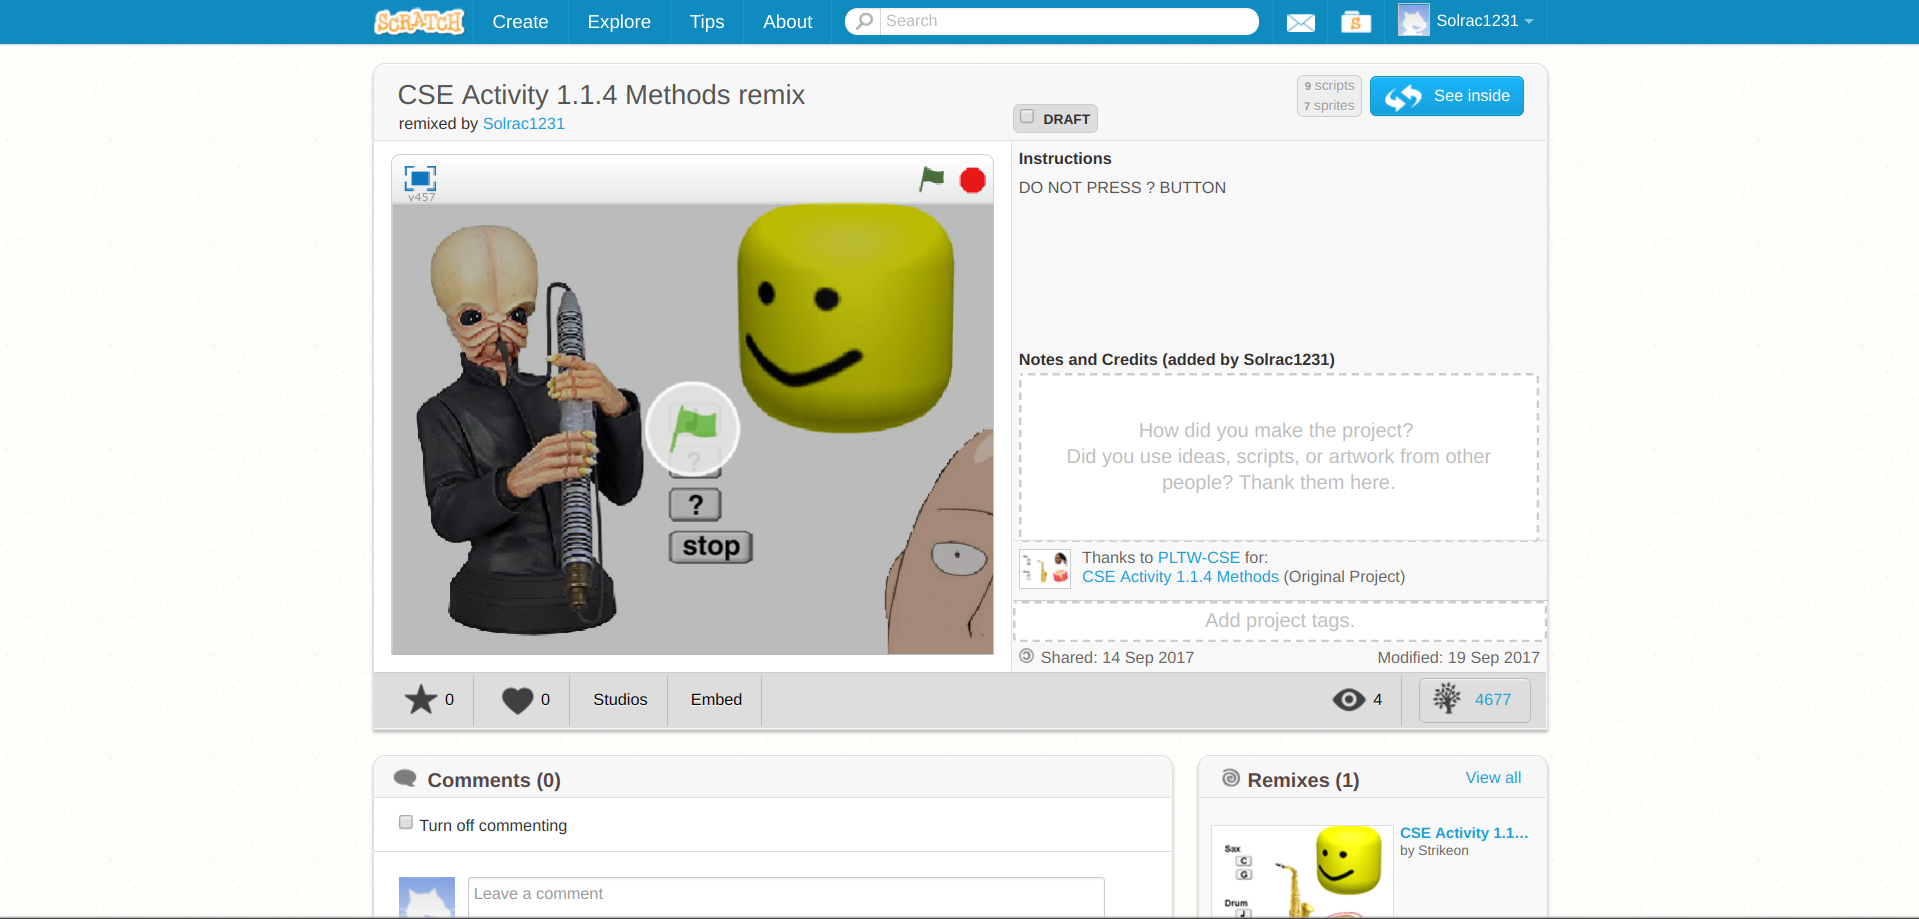 SCRATCH
Create
Explore
Tips
About
Search
S
Solrac1231
CSE Activity 1.1.4 Methods remix
remixed by Solrac1231
DRAFT
9 scripts
7 sprites
See inside
v457
?
?
stop
Instructions
DO NOT PRESS ? BUTTON
Notes and Credits (added by Solrac1231)
How did you make the project?
Did you use ideas, scripts, or artwork from other
people? Thank them here.
Thanks to PLTW-CSE for:
CSE Activity 1.1.4 Methods (Original Project)
Add project tags.
Shared: 14 Sep 2017
Modified: 19 Sep 2017
0
0
Studios
Embed
4
4677
Comments (0)
Turn off commenting
Leave a comment
Remixes (1)
View all
CSE Activity 1.1...
by Strikeon
Sax
C
G
Drum